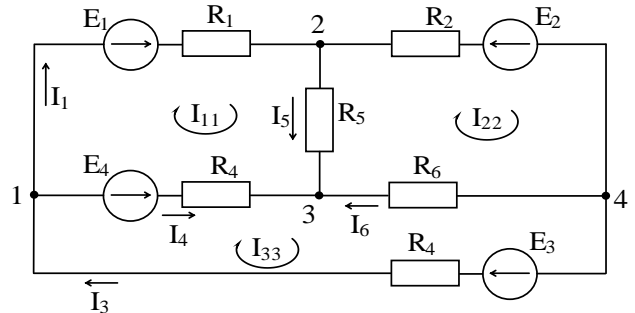 E1 R1 2 R2 E2
I1 I11 I5 R5 I22
E4 R4 R6
1 3 4
I4 I6
I33 R4 E3
I3